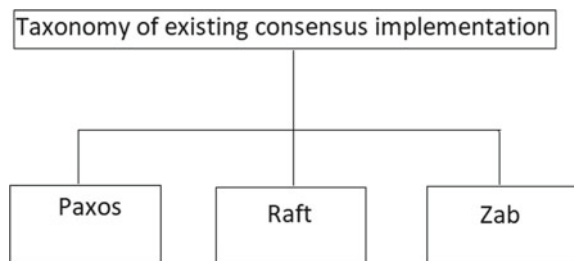 Taxonomy of existing consensus implementation
Paxos
Raft
Zab